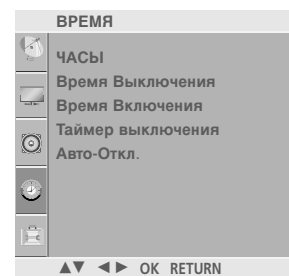 ВРЕМЯ
ЧАСЫ
Время Выключения
Время Включения
Таймер выключения
Авто-Откл.
▲▼ ◄► OK RETURN